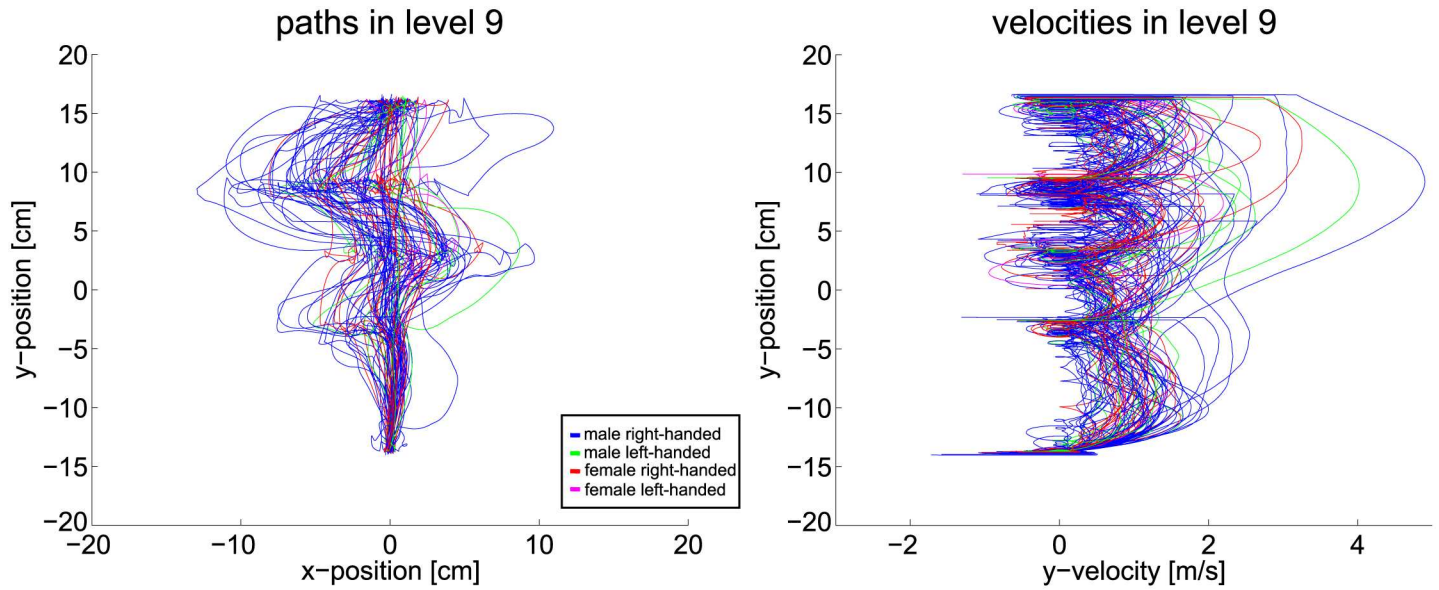 paths in level 9
20
15
10
5
0
−5
−10
−15
−20
y−position [cm]
−20
−10
0
10
20
x−position [cm]
male right-handed
male left-handed
female right-handed
female left-handed
velocities in level 9
20
15
10
5
0
−5
−10
−15
−20
y−position [cm]
−2
0
2
4
y−velocity [m/s]